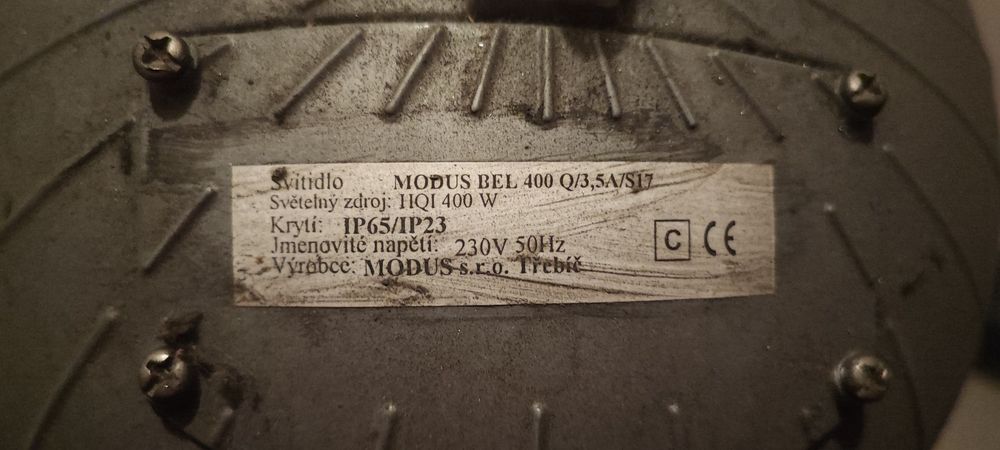 Svítidlo MODUS BEL 400 Q/3,5A/S17
Světelný zdroj: HQI 400 W
Krytí: IP65/IP23
Jmenovité napětí: 230V 50Hz
Výrobce: MODUS s.r.o. Třebíč
C CE